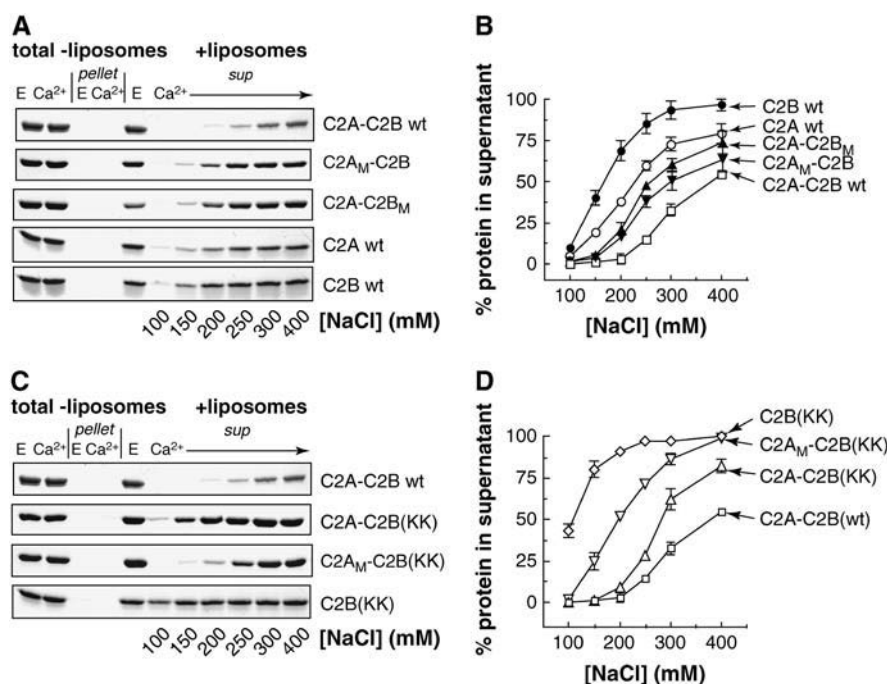 A
total -liposomes +liposomes
pellet
sup
E Ca2+ E Ca2+ E Ca2+
C2A-C2B wt
C2AM-C2B
C2A-C2BM
C2A wt
C2B wt
100 150 200 250 300 400 [NaCl] (mM)
B
% protein in supernatant
100
75
50
25
0
C2B wt
C2A wt
C2A-C2BM
C2AM-C2B
C2A-C2B wt
100 200 300 400
[NaCl] (mM)
C
total -liposomes +liposomes
pellet
sup
E Ca2+ E Ca2+ E Ca2+
C2A-C2B wt
C2A-C2B(KK)
C2AM-C2B(KK)
C2B(KK)
100 150 200 250 300 400 [NaCl] (mM)
D
% protein in supernatant
100
75
50
25
0
C2B(KK)
C2AM-C2B(KK)
C2A-C2B(KK)
C2A-C2B(wt)
100 200 300 400
[NaCl] (mM)